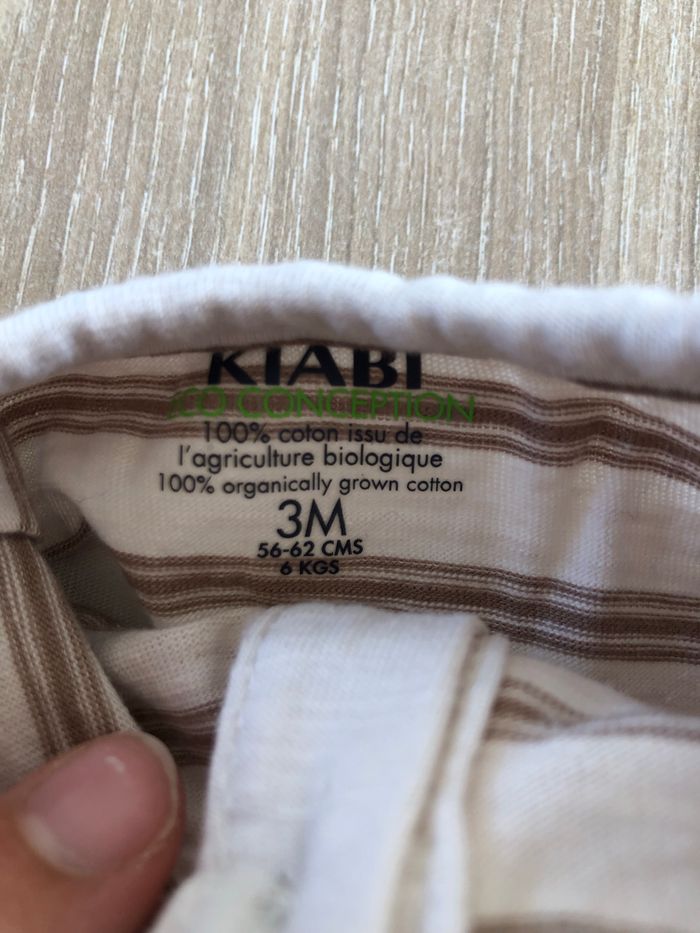 KIABI
ECO CONCEPTION
100% coton issu de
l'agriculture biologique
100% organically grown cotton
3M
56-62 CMS
6 KGS